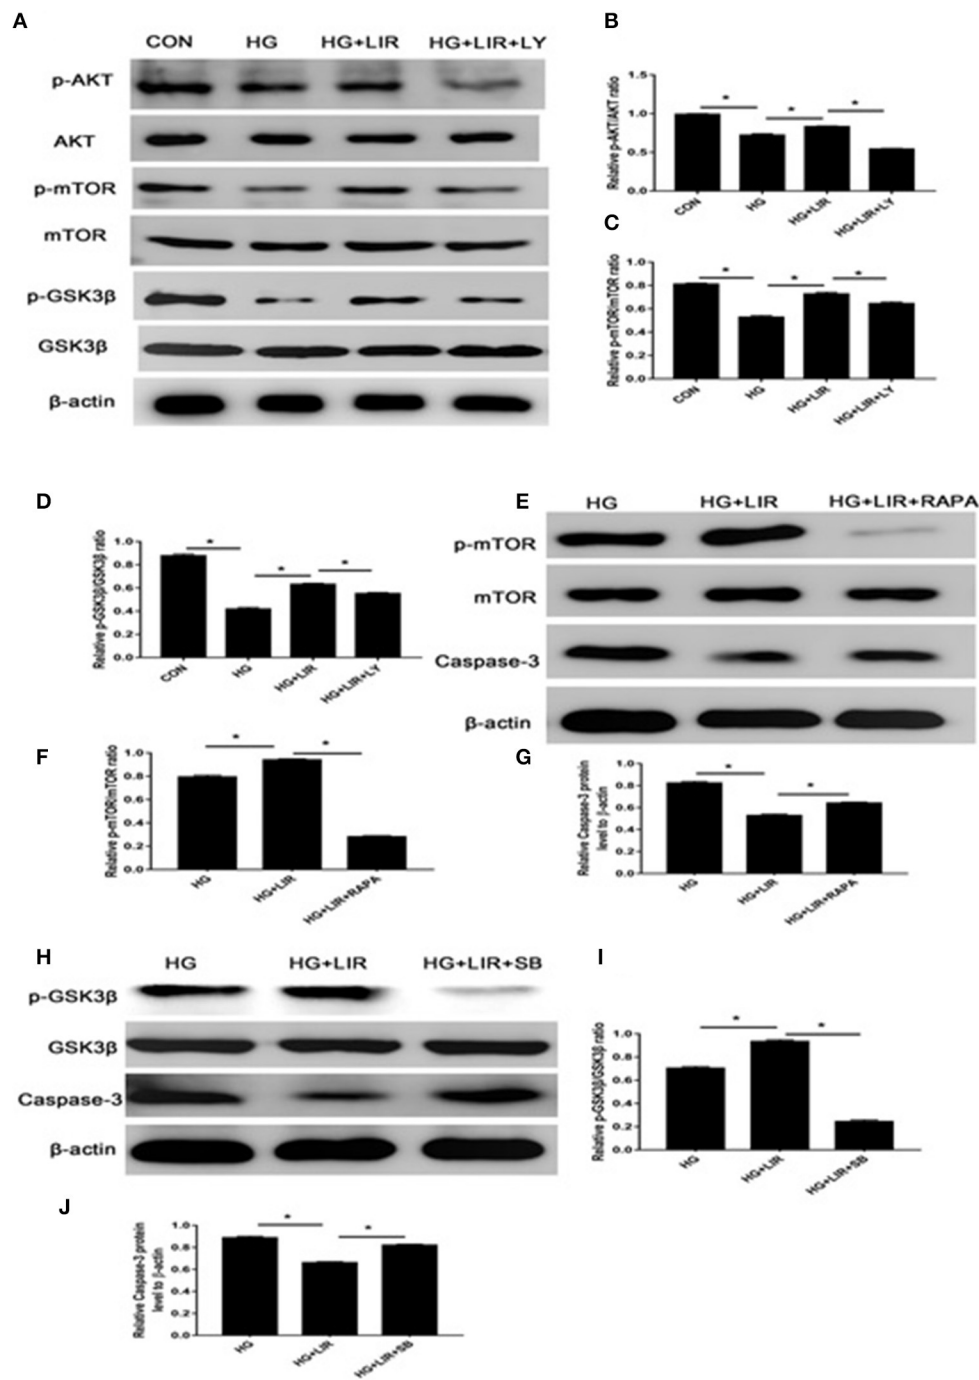 A
CON HG HG+LIR HG+LIR+LY
p-AKT
AKT
p-mTOR
mTOR
p-GSK3β
GSK3β
β-actin
B
Relative p-AKT/AKT ratio
1.5
1.0
0.5
0.0
* * *
CON HG HG+LIR HG+LIR+LY
C
Relative p-mTOR/mTOR ratio
1.0
0.8
0.6
0.4
0.2
0.0
* * *
CON HG HG+LIR HG+LIR+LY
D
Relative p-GSK3β/GSK3β ratio
1.0
0.8
0.6
0.4
0.2
0.0
* * *
CON HG HG+LIR HG+LIR+LY
E
HG HG+LIR HG+LIR+RAPA
p-mTOR
mTOR
Caspase-3
β-actin
F
Relative p-mTOR/mTOR ratio
1.0
0.8
0.6
0.4
0.2
0.0
* *
HG HG+LIR HG+LIR+RAPA
G
Relative Caspase-3 protein
level to β-actin
1.0
0.8
0.6
0.4
0.2
0.0
* *
HG HG+LIR HG+LIR+RAPA
H
HG HG+LIR HG+LIR+SB
p-GSK3β
GSK3β
Caspase-3
β-actin
I
Relative p-GSK3β/GSK3β ratio
1.0
0.8
0.6
0.4
0.2
0.0
* *
HG HG+LIR HG+LIR+SB
J
Relative Caspase-3 protein
level to β-actin
1.0
0.8
0.6
0.4
0.2
0.0
* *
HG HG+LIR HG+LIR+SB